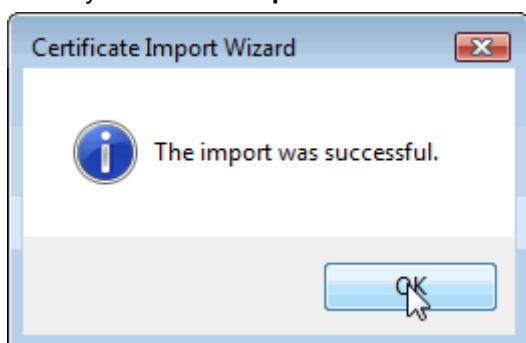 Certificate Import Wizard
The import was successful.
OK